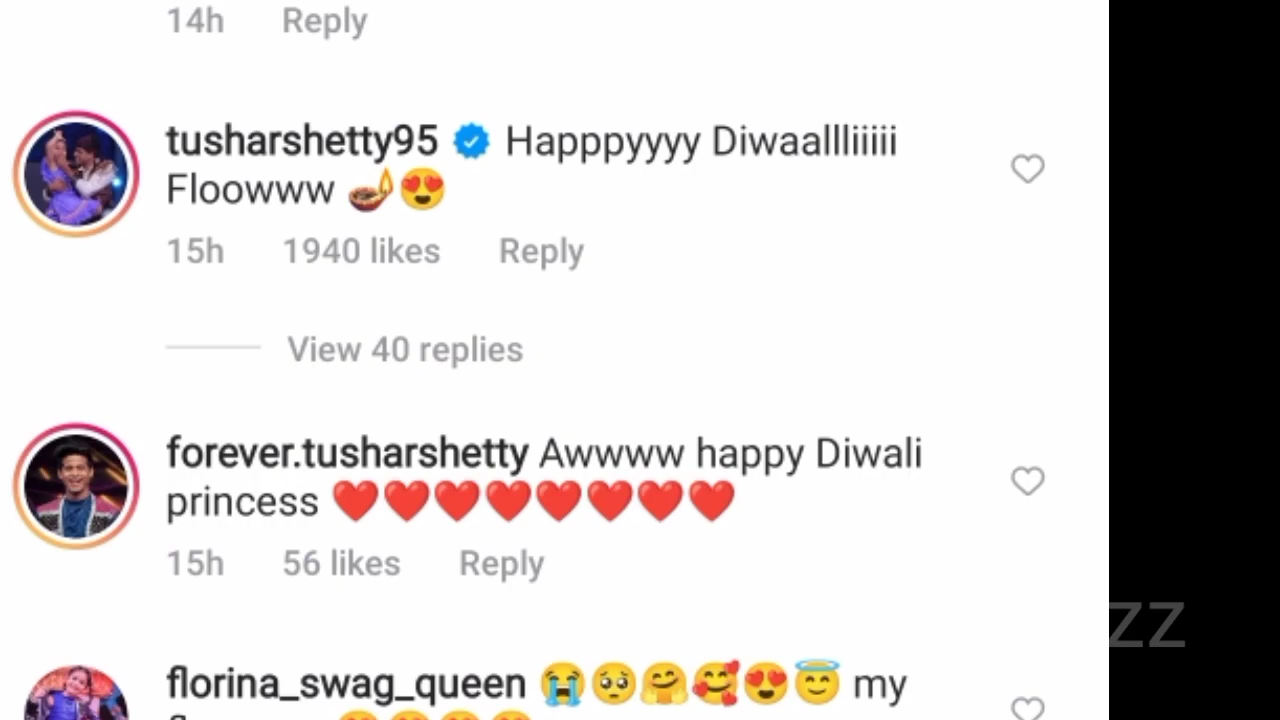 14h Reply
tusharshetty95 Happpyyyy Diwaallliiiii
Floowww 🪔😍
15h 1940 likes Reply
View 40 replies
forever.tusharshetty Awwww happy Diwali
princess ❤️❤️❤️❤️❤️❤️❤️❤️
15h 56 likes Reply
florina_swag_queen 😭🥺🤗🥰😍😇 my